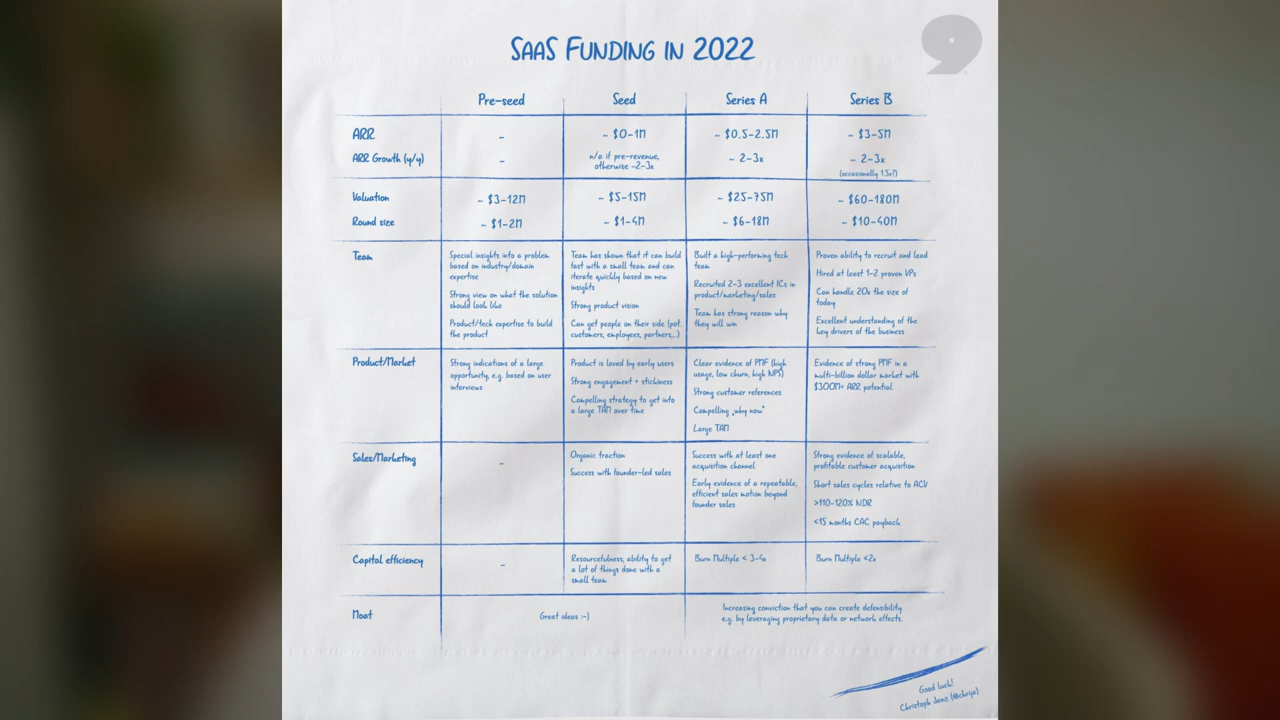 SAAS FUNDING IN 2022
Pre-seed Seed Series A Series B
ARR - ~ $0-1M ~ $0.5-2.5M ~ $3-5M
ARR Growth (y/y) - n/a if pre-revenue, ~ 2-3x ~ 2-3x
otherwise ~2-3x (occasionally 1.5x?)
Valuation ~ $3-12M ~ $5-15M ~ $25-75M ~ $60-180M
Round size ~ $1-2M ~ $1-4M ~ $6-18M ~ $10-40M
Team
Special insights into a problem
based on industry/domain
expertise
Strong view on what the solution
should look like
Product/tech expertise to build
the product
Team has shown that it can build
fast with a small team and can
iterate quickly based on new
insights
Strong product vision
Can get people on their side (pot.
customers, employees, partners,..)
Built a high-performing tech
team
Recruited 2-3 excellent ICs in
product/marketing/sales
Team has strong reason why
they will win
Proven ability to recruit and lead
Hired at least 1-2 proven VPs
Can handle 20x the size of
today
Excellent understanding of the
key drivers of the business
Product/Market
Strong indications of a large
opportunity, e.g. based on user
interviews
Product is loved by early users
Strong engagement + stickiness
Compelling strategy to get into
a large TAM over time
Clear evidence of PMF (high
usage, low churn, high NPS)
Strong customer references
Compelling „why now"
Large TAM
Evidence of strong PMF in a
multi-billion dollar market with
$300M+ ARR potential
Sales/Marketing
-
Organic traction
Success with founder-led sales
Success with at least one
acquisition channel
Early evidence of a repeatable,
efficient sales motion beyond
founder sales
Strong evidence of scalable,
profitable customer acquisition
Short sales cycles relative to ACV
>110-120% NDR
<15 months CAC payback
Capital efficiency
-
Resourcefulness, ability to get
a lot of things done with a
small team
Burn Multiple < 3-4x
Burn Multiple <2x
Moat
Great ideas :-)
Increasing conviction that you can create defensibility
e.g. by leveraging proprietary data or network effects.
Good luck!
Christoph Janz (@chrija)